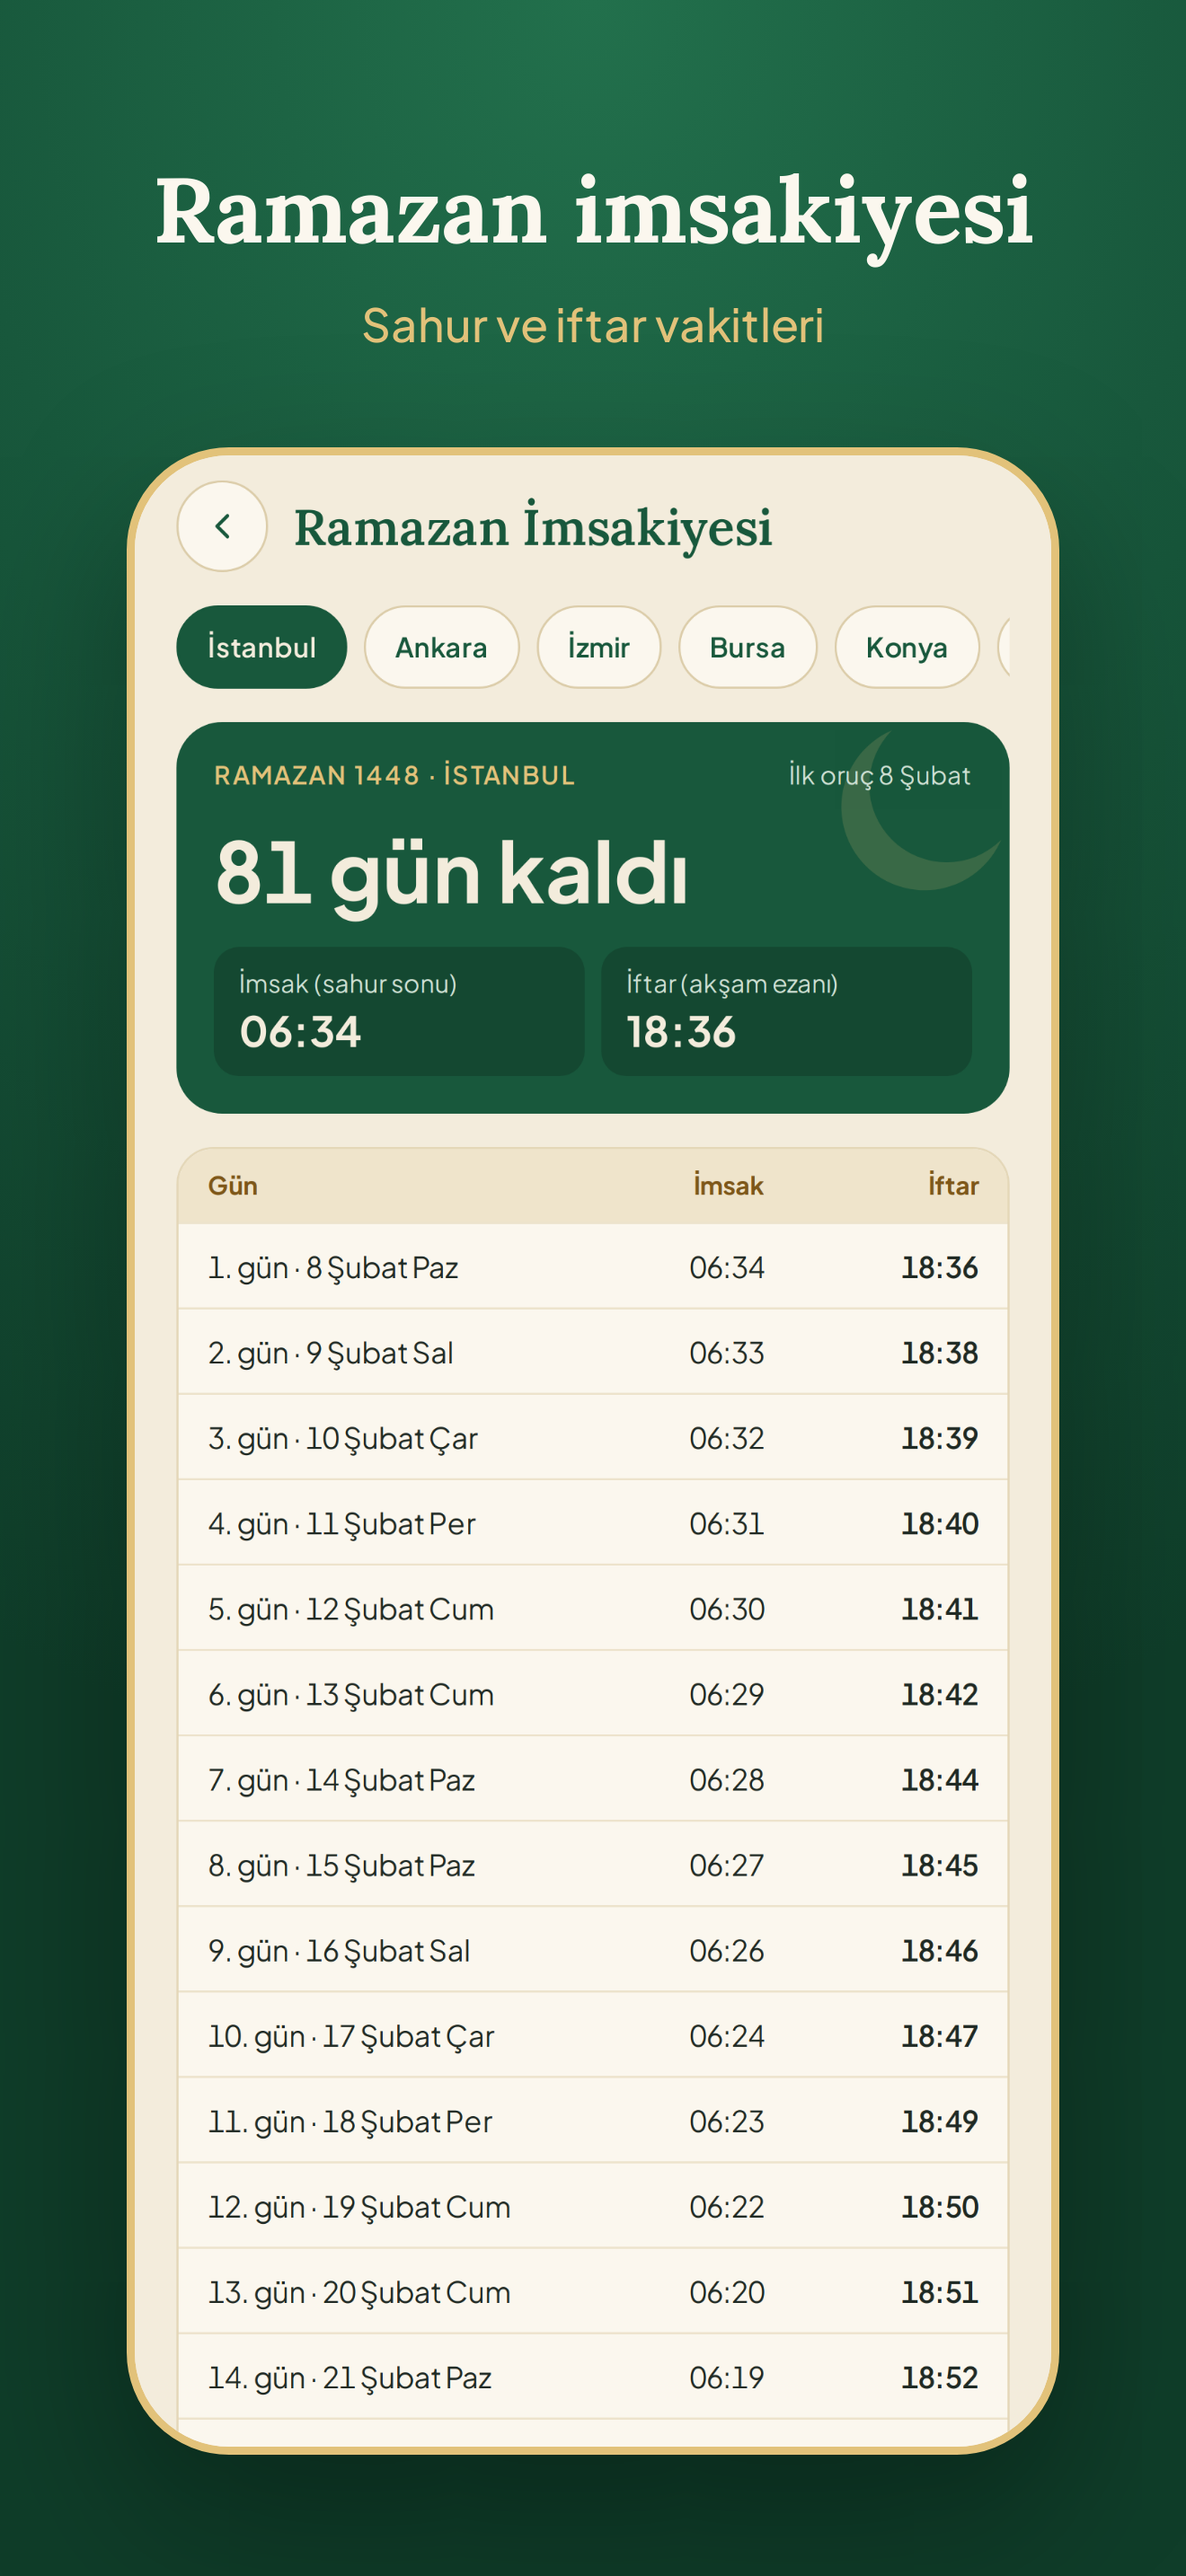 Ramazan imsakiyesi
Sahur ve iftar vakitleri
Ramazan İmsakiyesi
İstanbul Ankara İzmir Bursa Konya
RAMAZAN 1448 · İSTANBUL İlk oruç 8 Şubat
81 gün kaldı
İmsak (sahur sonu) İftar (akşam ezanı)
06:34 18:36
Gün İmsak İftar
1. gün · 8 Şubat Paz 06:34 18:36
2. gün · 9 Şubat Sal 06:33 18:38
3. gün · 10 Şubat Çar 06:32 18:39
4. gün · 11 Şubat Per 06:31 18:40
5. gün · 12 Şubat Cum 06:30 18:41
6. gün · 13 Şubat Cum 06:29 18:42
7. gün · 14 Şubat Paz 06:28 18:44
8. gün · 15 Şubat Paz 06:27 18:45
9. gün · 16 Şubat Sal 06:26 18:46
10. gün · 17 Şubat Çar 06:24 18:47
11. gün · 18 Şubat Per 06:23 18:49
12. gün · 19 Şubat Cum 06:22 18:50
13. gün · 20 Şubat Cum 06:20 18:51
14. gün · 21 Şubat Paz 06:19 18:52